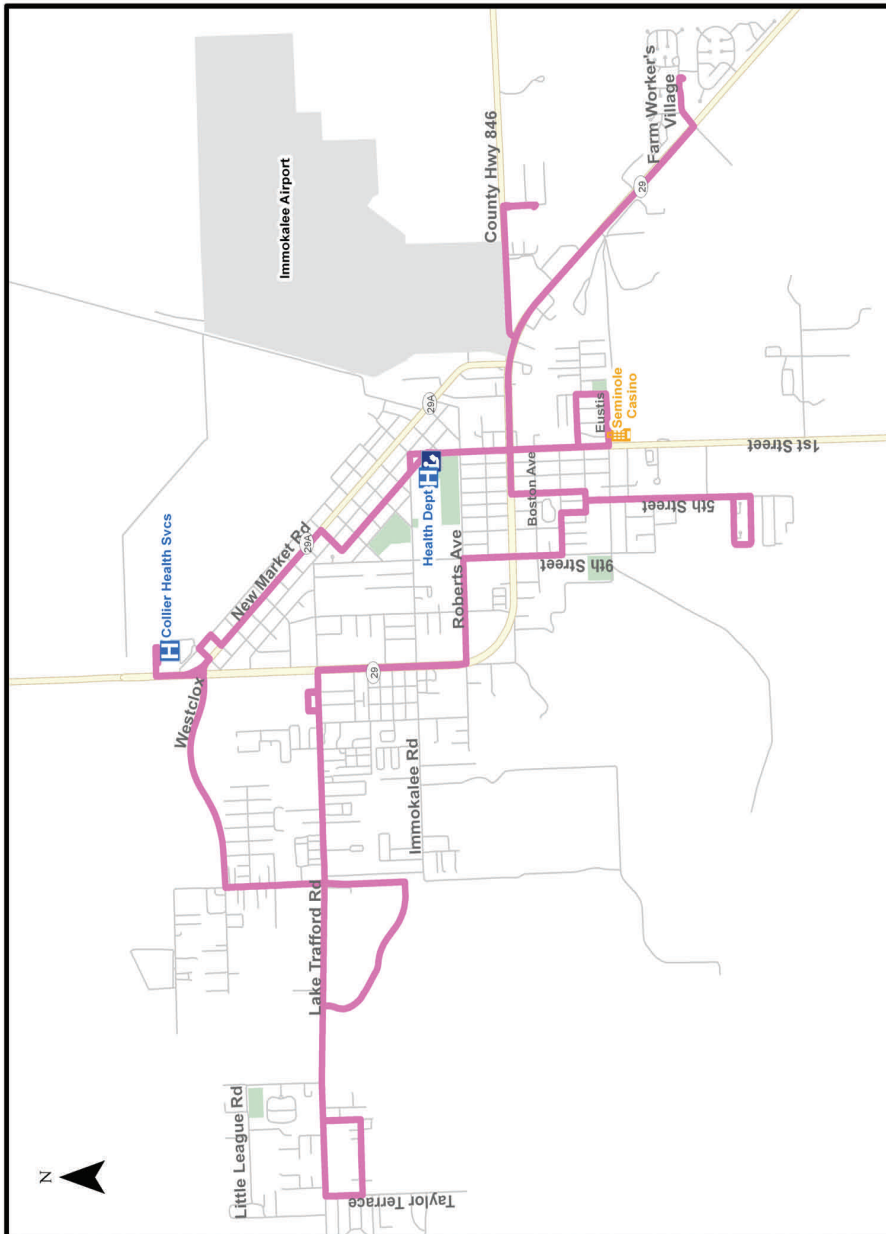 N
Little League Rd
Taylor Terrace
Lake Trafford Rd
Westclox
Immokalee Rd
29
Collier Health Svcs
New Market Rd
29A
29A
Immokalee Airport
Health Dept
H
H
Roberts Ave
9th Street
Boston Ave
5th Street
1st Street
Eustis
Seminole
Casino
County Hwy 846
29
Farm Worker's
Village